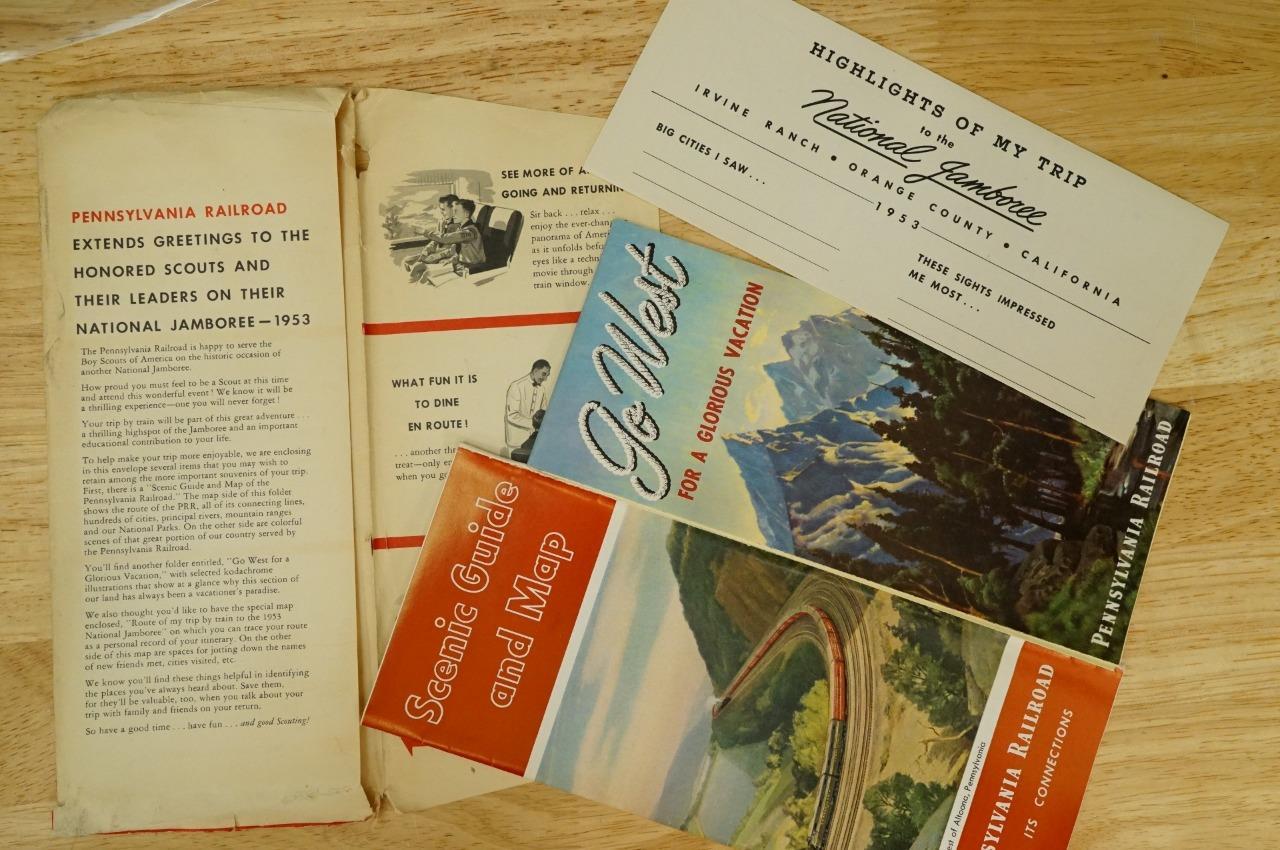 PENNSYLVANIA RAILROAD
EXTENDS GREETINGS TO THE
HONORED SCOUTS AND
THEIR LEADERS ON THEIR
NATIONAL JAMBOREE—1953
The Pennsylvania Railroad is happy to serve the
Boy Scouts of America on the historic occasion of
another National Jamboree.
How proud you must feel to be a Scout at this time
and attend this wonderful event! We know it will be
a thrilling experience—one you will never forget!
Your trip by train will be part of this great adventure . . .
a thrilling highspot of the Jamboree and an important
educational contribution to your life.
To help make your trip more enjoyable, we are enclosing
in this envelope several items that you may wish to
retain among the more important souvenirs of your trip.
First, there is a "Scenic Guide and Map of the
Pennsylvania Railroad." The map side of this folder
shows the route of the PRR, all of its connecting lines,
hundreds of cities, principal rivers, mountain ranges
and our National Parks. On the other side are colorful
scenes of that great portion of our country served by
the Pennsylvania Railroad.
You'll find another folder entitled, "Go West for a
Glorious Vacation," with selected kodachrome
illustrations that show at a glance why this section of
our land has always been a vacationer's paradise.
We also thought you'd like to have the special map
enclosed, "Route of my trip by train to the 1953
National Jamboree" on which you can trace your route
as a personal record of your itinerary. On the other
side of this map are spaces for jotting down the names
of new friends met, cities visited, etc.
We know you'll find these things helpful in identifying
the places you've always heard about. Save them,
for they'll be valuable, too, when you talk about your
trip with family and friends on your return.
So have a good time . . . have fun . . . and good Scouting!
SEE MORE OF
GOING AND RETURNIN
Sit back . . . relax . . .
enjoy the ever-chan
panorama of Ameri
as it unfolds befo
eyes like a techn
movie through
train window.
WHAT FUN IT IS
TO DINE
EN ROUTE!
. . . another thr
treat—only en
when you go
HIGHLIGHTS OF MY TRIP
to the
National Jamboree
IRVINE RANCH • ORANGE COUNTY • CALIFORNIA
1953
BIG CITIES I SAW . . .
THESE SIGHTS IMPRESSED
ME MOST . . .
Go West
FOR A GLORIOUS VACATION
PENNSYLVANIA RAILROAD
Scenic Guide
and Map
est of Altoona, Pennsylvania
SYLVANIA RAILROAD
ITS CONNECTIONS